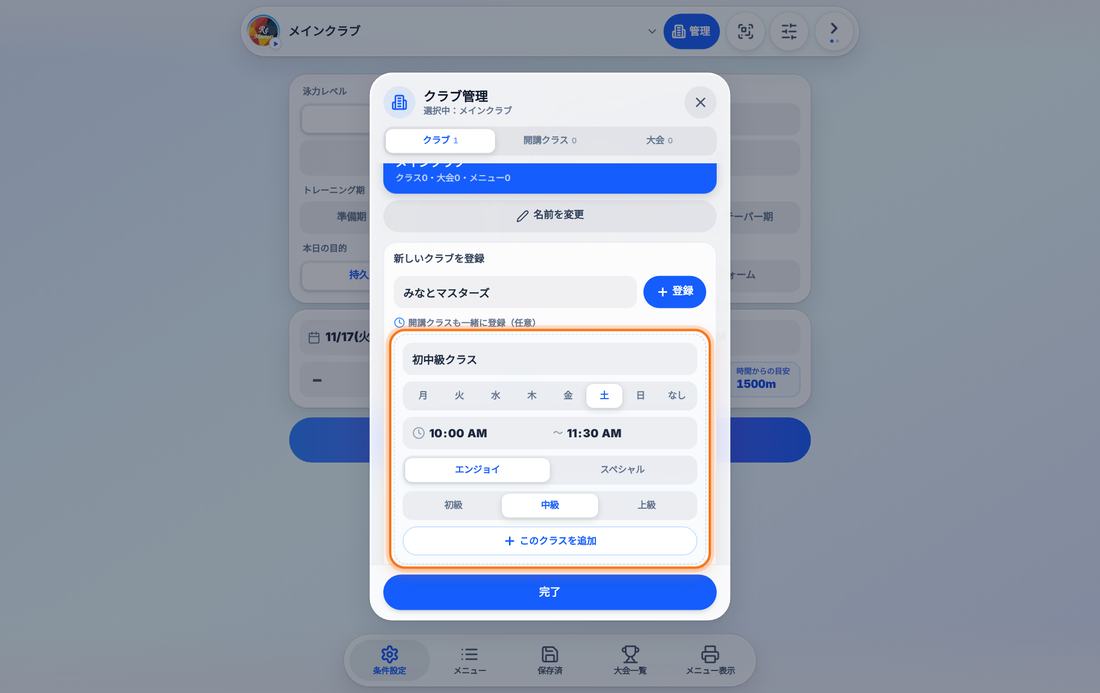 メインクラブ
管理
泳力レベル
クラブ管理
選択中：メインクラブ
クラブ 1
開講クラス 0
大会 0
クラス0・大会0・メニュー0
トレーニング期
準備期
テーパー期
名前を変更
本日の目的
持久
ォーム
新しいクラブを登録
みなとマスターズ
登録
開講クラスも一緒に登録（任意）
11/17(火
初中級クラス
時間からの目安
1500m
–
月 火 水 木 金 土 日 なし
10:00 AM 〜 11:30 AM
エンジョイ
スペシャル
初級
中級
上級
このクラスを追加
完了
条件設定
メニュー
保存済
大会一覧
メニュー表示